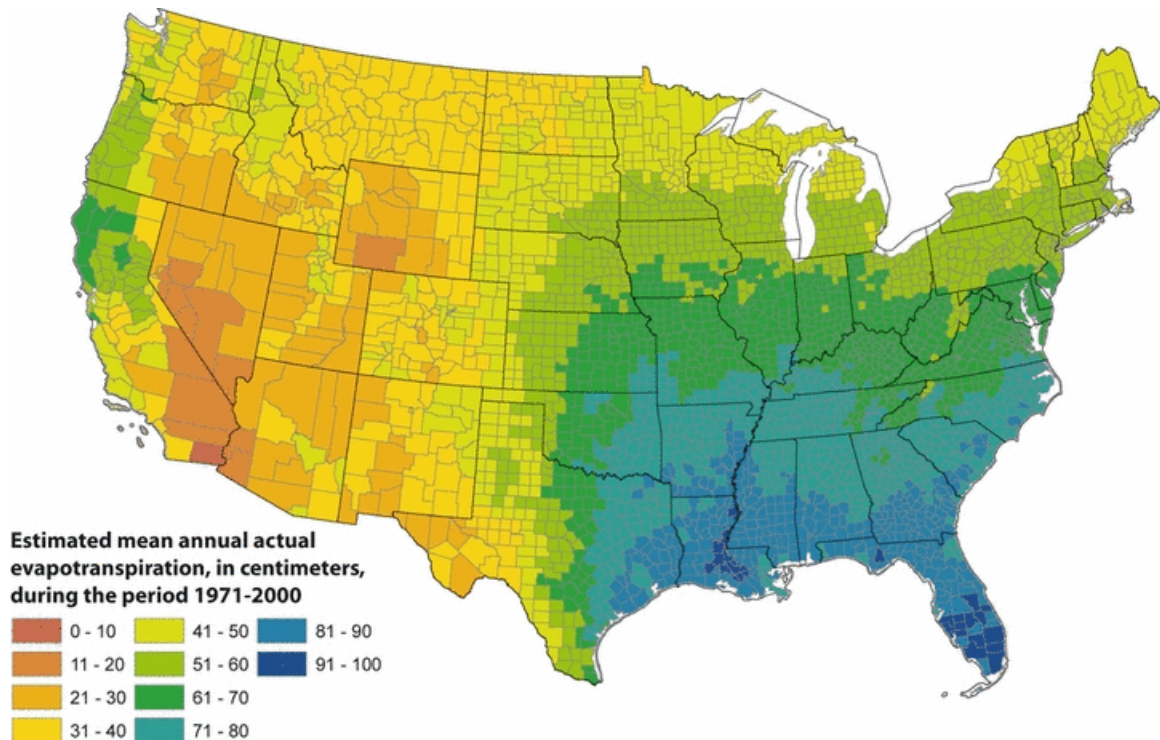 Estimated mean annual actual
evapotranspiration, in centimeters,
during the period 1971-2000
0 - 10
11 - 20
21 - 30
31 - 40
41 - 50
51 - 60
61 - 70
71 - 80
81 - 90
91 - 100